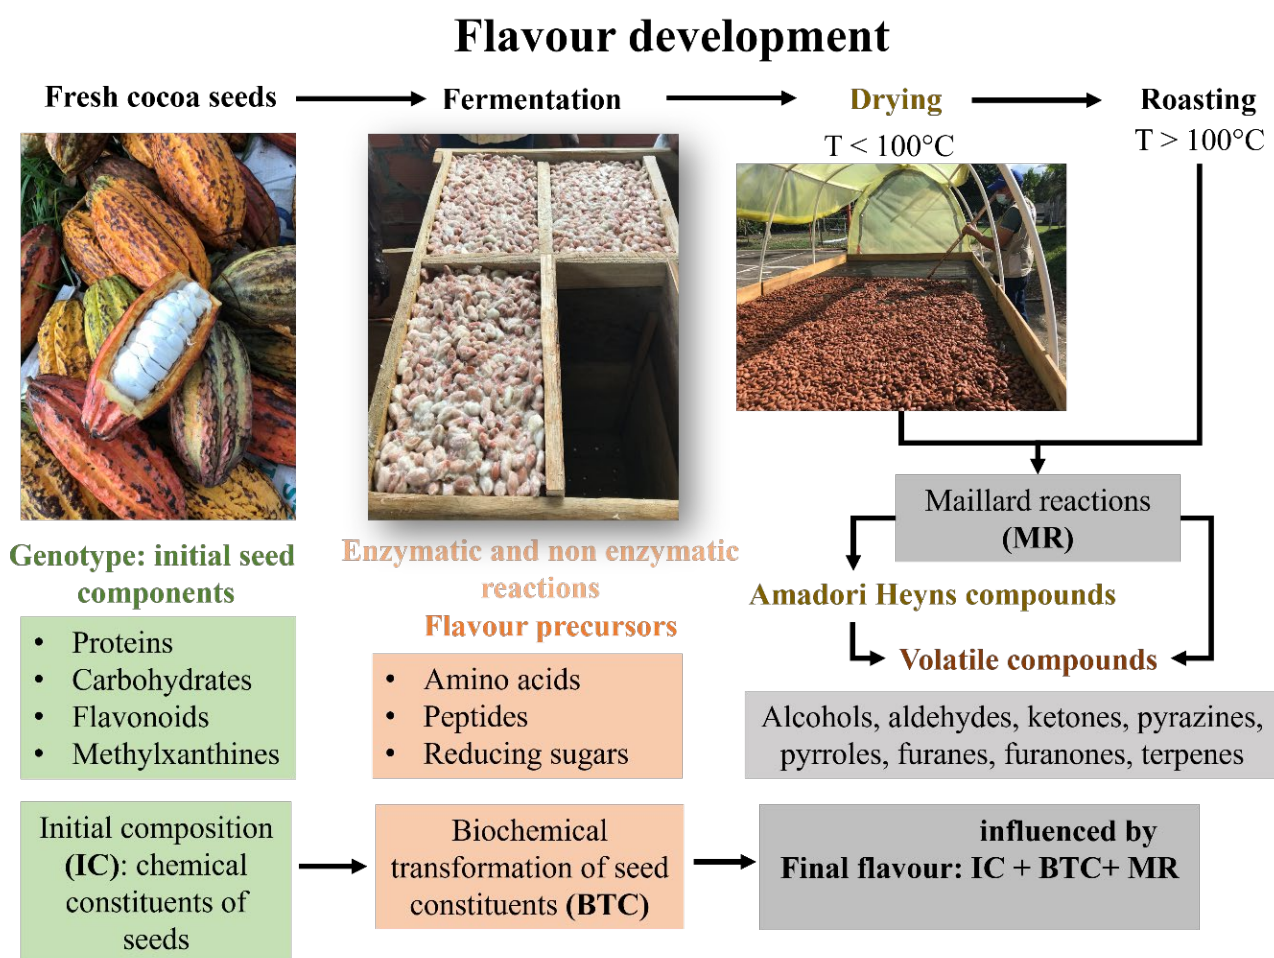 Flavour development
Fresh cocoa seeds
Fermentation
Drying
T < 100°C
Roasting
T > 100°C
Genotype: initial seed
components
• Proteins
• Carbohydrates
• Flavonoids
• Methylxanthines
Initial composition
(IC): chemical
constituents of
seeds
Enzymatic and non enzymatic
reactions
Flavour precursors
• Amino acids
• Peptides
• Reducing sugars
Biochemical
transformation of seed
constituents (BTC)
Maillard reactions
(MR)
Amadori Heyns compounds
Volatile compounds
Alcohols, aldehydes, ketones, pyrazines,
pyrroles, furanes, furanones, terpenes
influenced by
Final flavour: IC + BTC+ MR